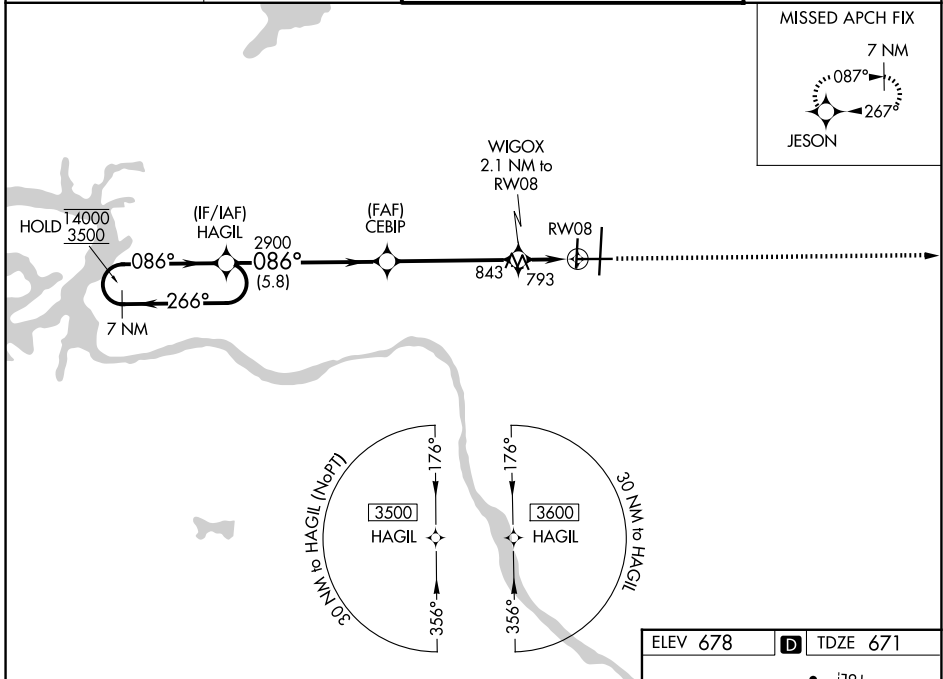 MISSED APCH FIX
7 NM
087°
267°
JESON
WIGOX
2.1 NM to
RW08
HOLD 14000
3500
(IF/IAF)
HAGIL
(FAF)
CEBIP
RW08
2900
086°
086°
(5.8)
843
793
266°
7 NM
30 NM to HAGIL (NoPT)
176°
176°
30 NM to HAGIL
3500
3600
HAGIL
HAGIL
356°
356°
ELEV 678
D
TDZE 671